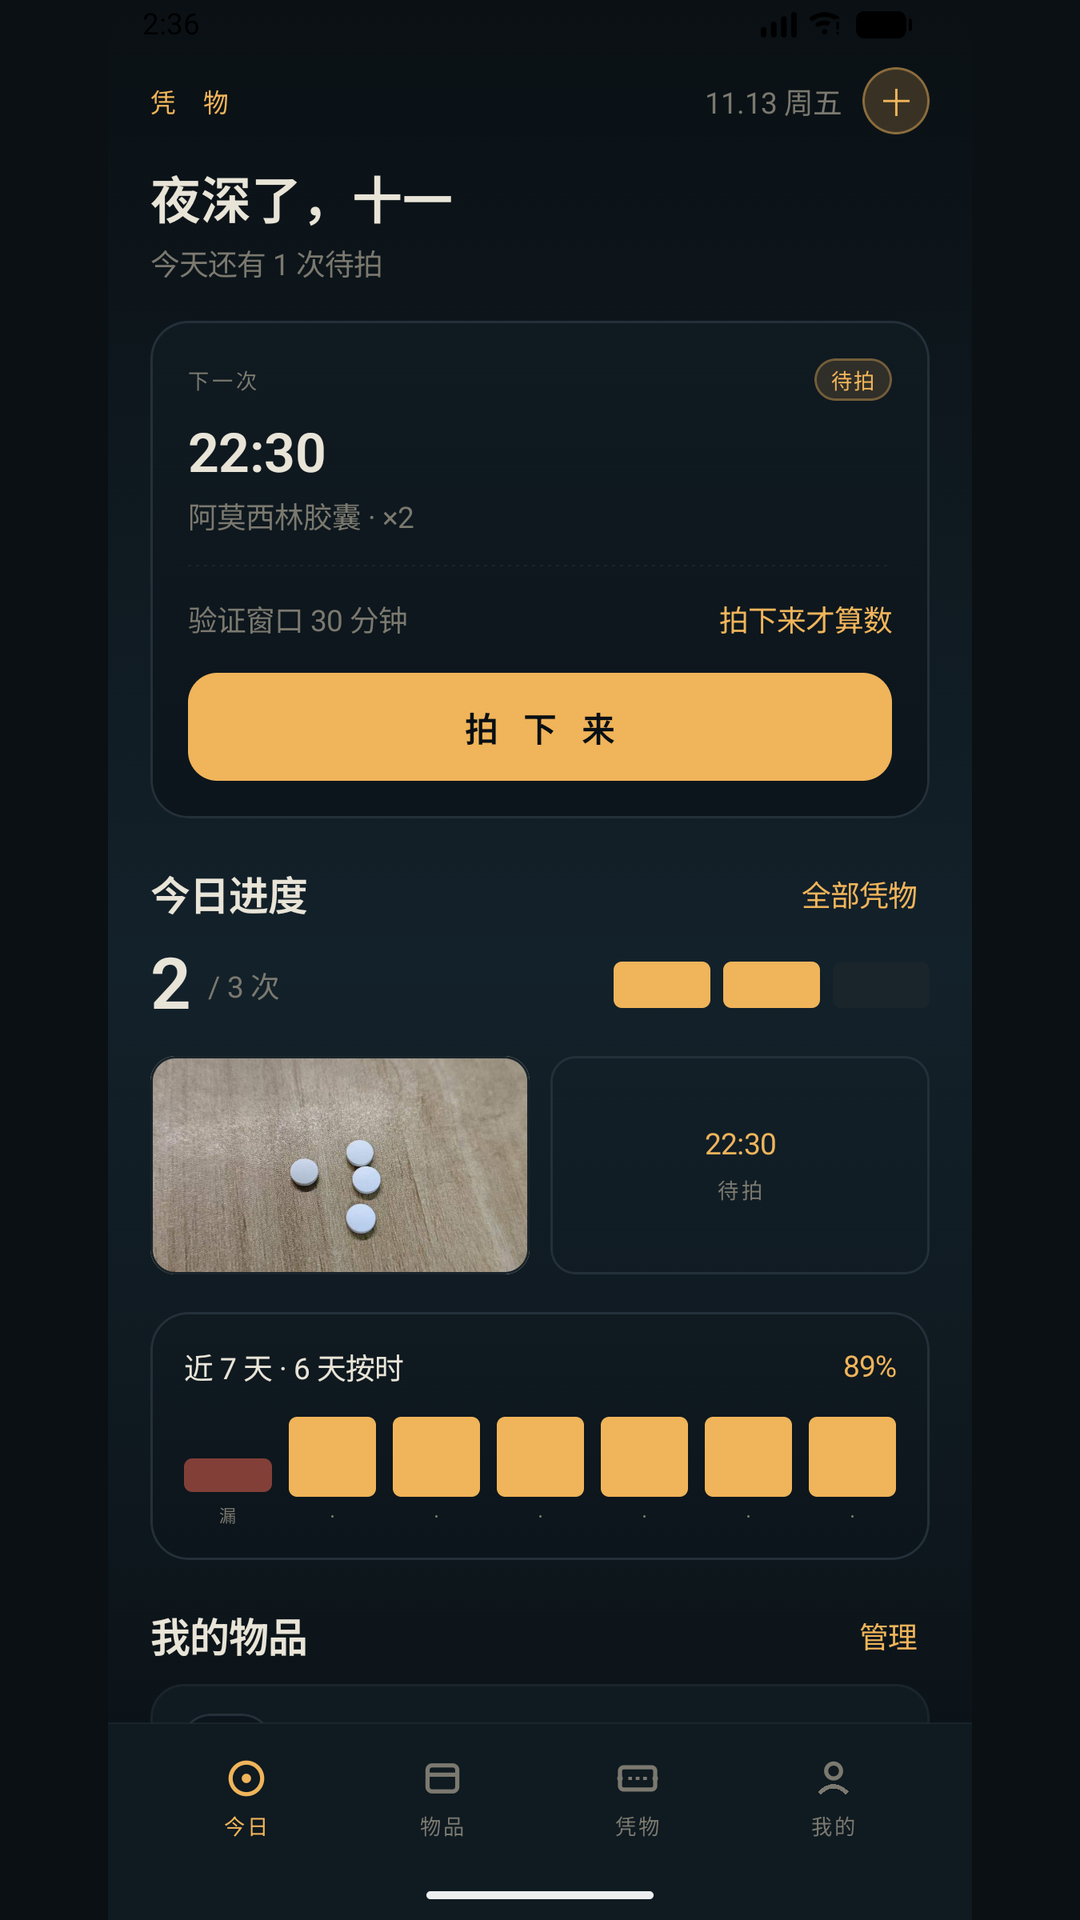 2:36
凭 物
11.13 周五
夜深了，十一
今天还有 1 次待拍
下一次
待拍
22:30
阿莫西林胶囊 · ×2
验证窗口 30 分钟
拍下来才算数
拍 下 来
今日进度
全部凭物
2 / 3 次
22:30
待拍
近 7 天 · 6 天按时
89%
漏 · · · · · ·
我的物品
管理
今日
物品
凭物
我的